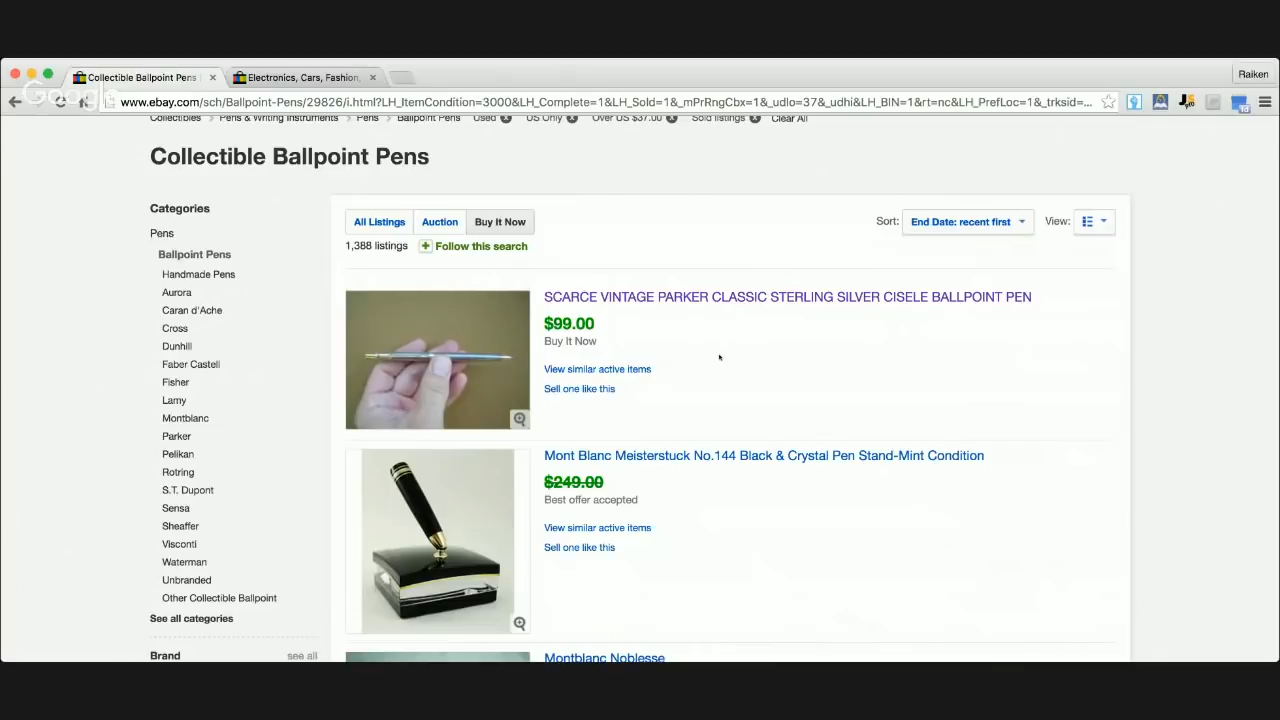 Collectible Ballpoint Pens
Electronics, Cars, Fashion,
Raiken
Google
www.ebay.com/sch/Ballpoint-Pens/29826/i.html?LH_ItemCondition=3000&LH_Complete=1&LH_Sold=1&_mPrRngCbx=1&_udlo=37&_udhi&LH_BIN=1&rt=nc&LH_PrefLoc=1&_trksid=...
Collectibles > Pens & Writing Instruments > Pens > Ballpoint Pens Used US Only Over US $37.00 Sold listings Clear All
Collectible Ballpoint Pens
Categories
Pens
Ballpoint Pens
Handmade Pens
Aurora
Caran d'Ache
Cross
Dunhill
Faber Castell
Fisher
Lamy
Montblanc
Parker
Pelikan
Rotring
S.T. Dupont
Sensa
Sheaffer
Visconti
Waterman
Unbranded
Other Collectible Ballpoint
See all categories
Brand see all
All Listings Auction Buy It Now
Sort: End Date: recent first View:
1,388 listings Follow this search
SCARCE VINTAGE PARKER CLASSIC STERLING SILVER CISELE BALLPOINT PEN
$99.00
Buy It Now
View similar active items
Sell one like this
Mont Blanc Meisterstuck No.144 Black & Crystal Pen Stand-Mint Condition
$249.00
Best offer accepted
View similar active items
Sell one like this
Montblanc Noblesse